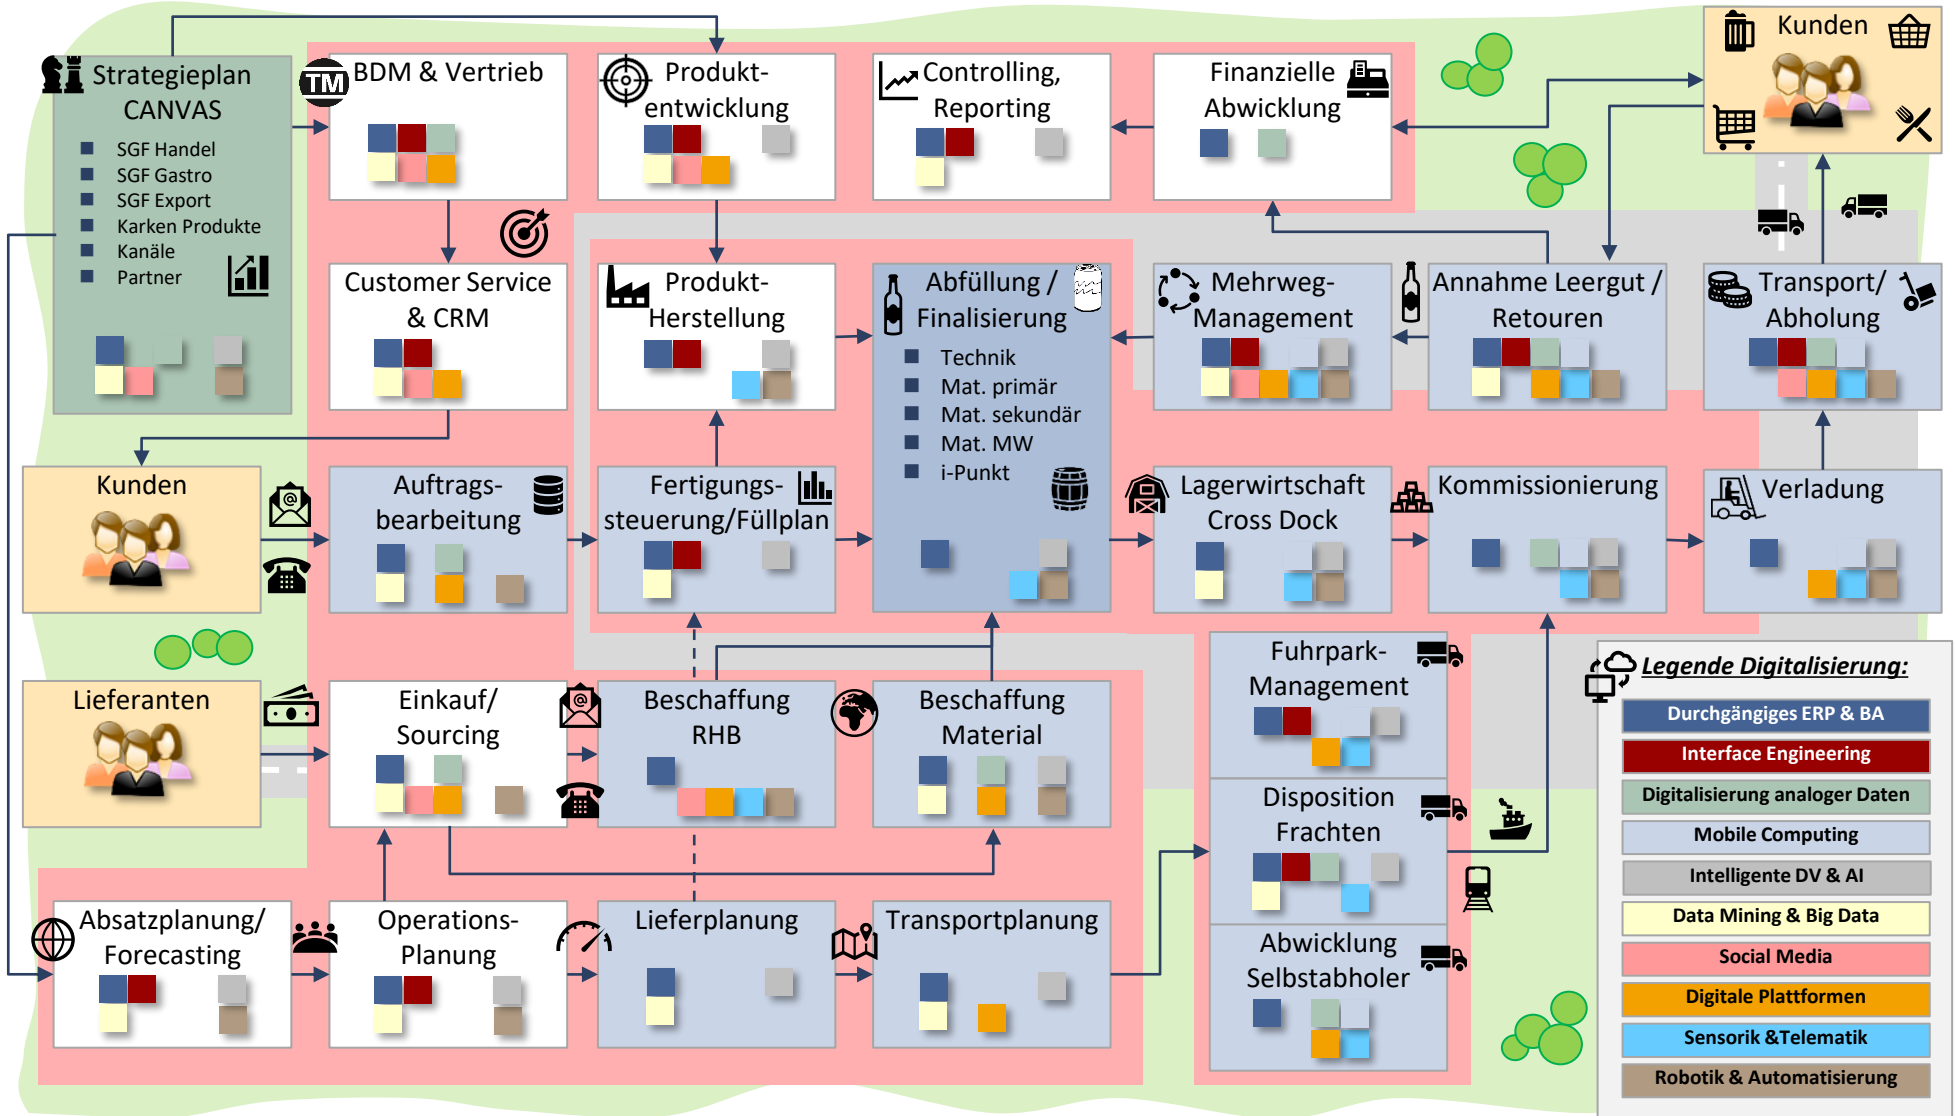 Strategieplan
CANVAS
SGF Handel
SGF Gastro
SGF Export
Karken Produkte
Kanäle
Partner
TM
BDM & Vertrieb
Produkt-
entwicklung
Controlling,
Reporting
Finanzielle
Abwicklung
Kunden
Customer Service
& CRM
Produkt-
Herstellung
Abfüllung /
Finalisierung
Technik
Mat. primär
Mat. sekundär
Mat. MW
i-Punkt
Mehrweg-
Management
Annahme Leergut /
Retouren
Transport/
Abholung
Kunden
@
Auftrags-
bearbeitung
Fertigungs-
steuerung/Füllplan
Lagerwirtschaft
Cross Dock
Kommissionierung
Verladung
Lieferanten
Einkauf/
Sourcing
@
Beschaffung
RHB
Beschaffung
Material
Fuhrpark-
Management
Disposition
Frachten
Abwicklung
Selbstabholer
Absatzplanung/
Forecasting
Operations-
Planung
Lieferplanung
Transportplanung
Legende Digitalisierung:
Durchgängiges ERP & BA
Interface Engineering
Digitalisierung analoger Daten
Mobile Computing
Intelligente DV & AI
Data Mining & Big Data
Social Media
Digitale Plattformen
Sensorik &Telematik
Robotik & Automatisierung